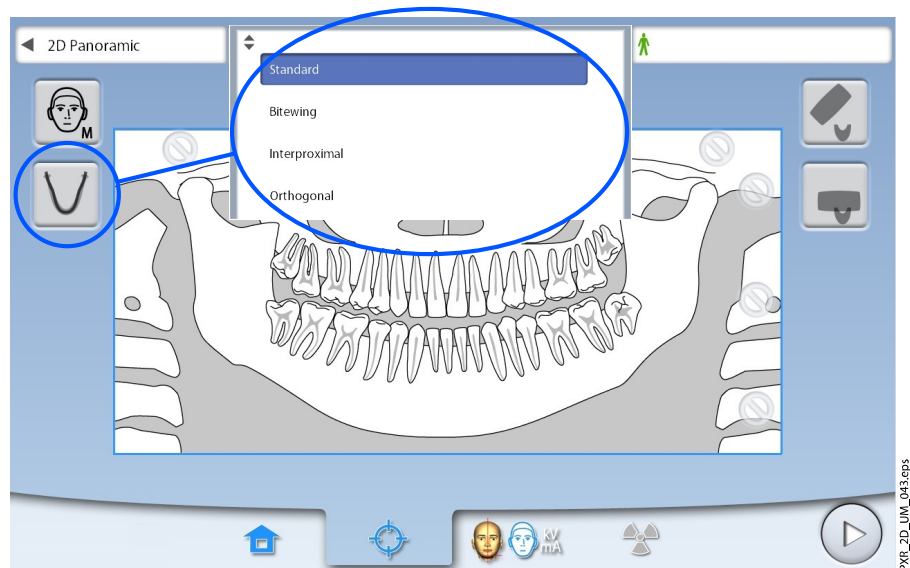 2D Panoramic
Standard
Bitewing
Interproximal
Orthogonal
M
kV
mA
PXR_2D_UM_043.eps